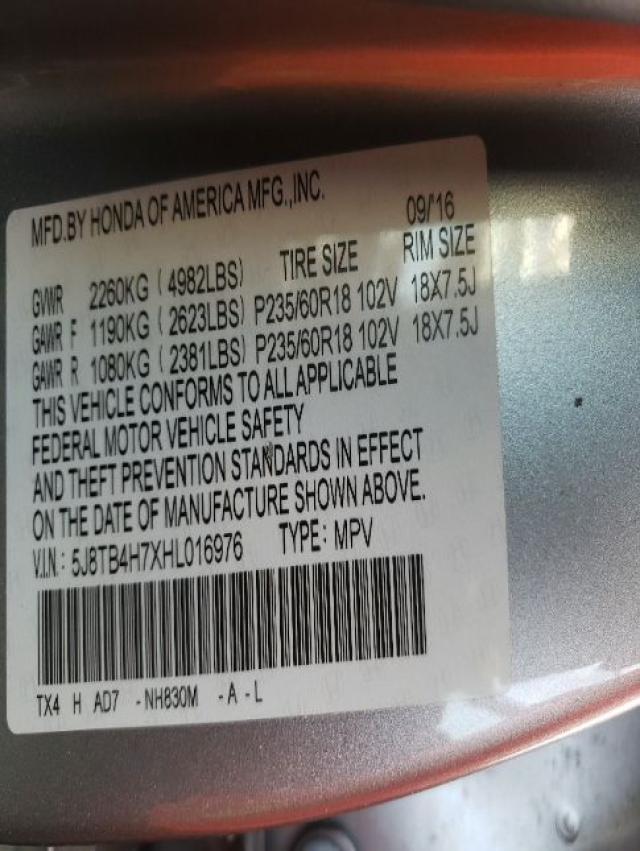 MFD.BY HONDA OF AMERICA MFG.,INC. 09/16
TIRE SIZE RIM SIZE
GVWR 2260KG ( 4982LBS)
GAWR F 1190KG ( 2623LBS) P235/60R18 102V 18X7.5J
GAWR R 1080KG ( 2381LBS) P235/60R18 102V 18X7.5J
THIS VEHICLE CONFORMS TO ALL APPLICABLE
FEDERAL MOTOR VEHICLE SAFETY
AND THEFT PREVENTION STANDARDS IN EFFECT
ON THE DATE OF MANUFACTURE SHOWN ABOVE.
V.I.N.: 5J8TB4H7XHL016976 TYPE: MPV
TX4 H AD7 -NH830M -A-L